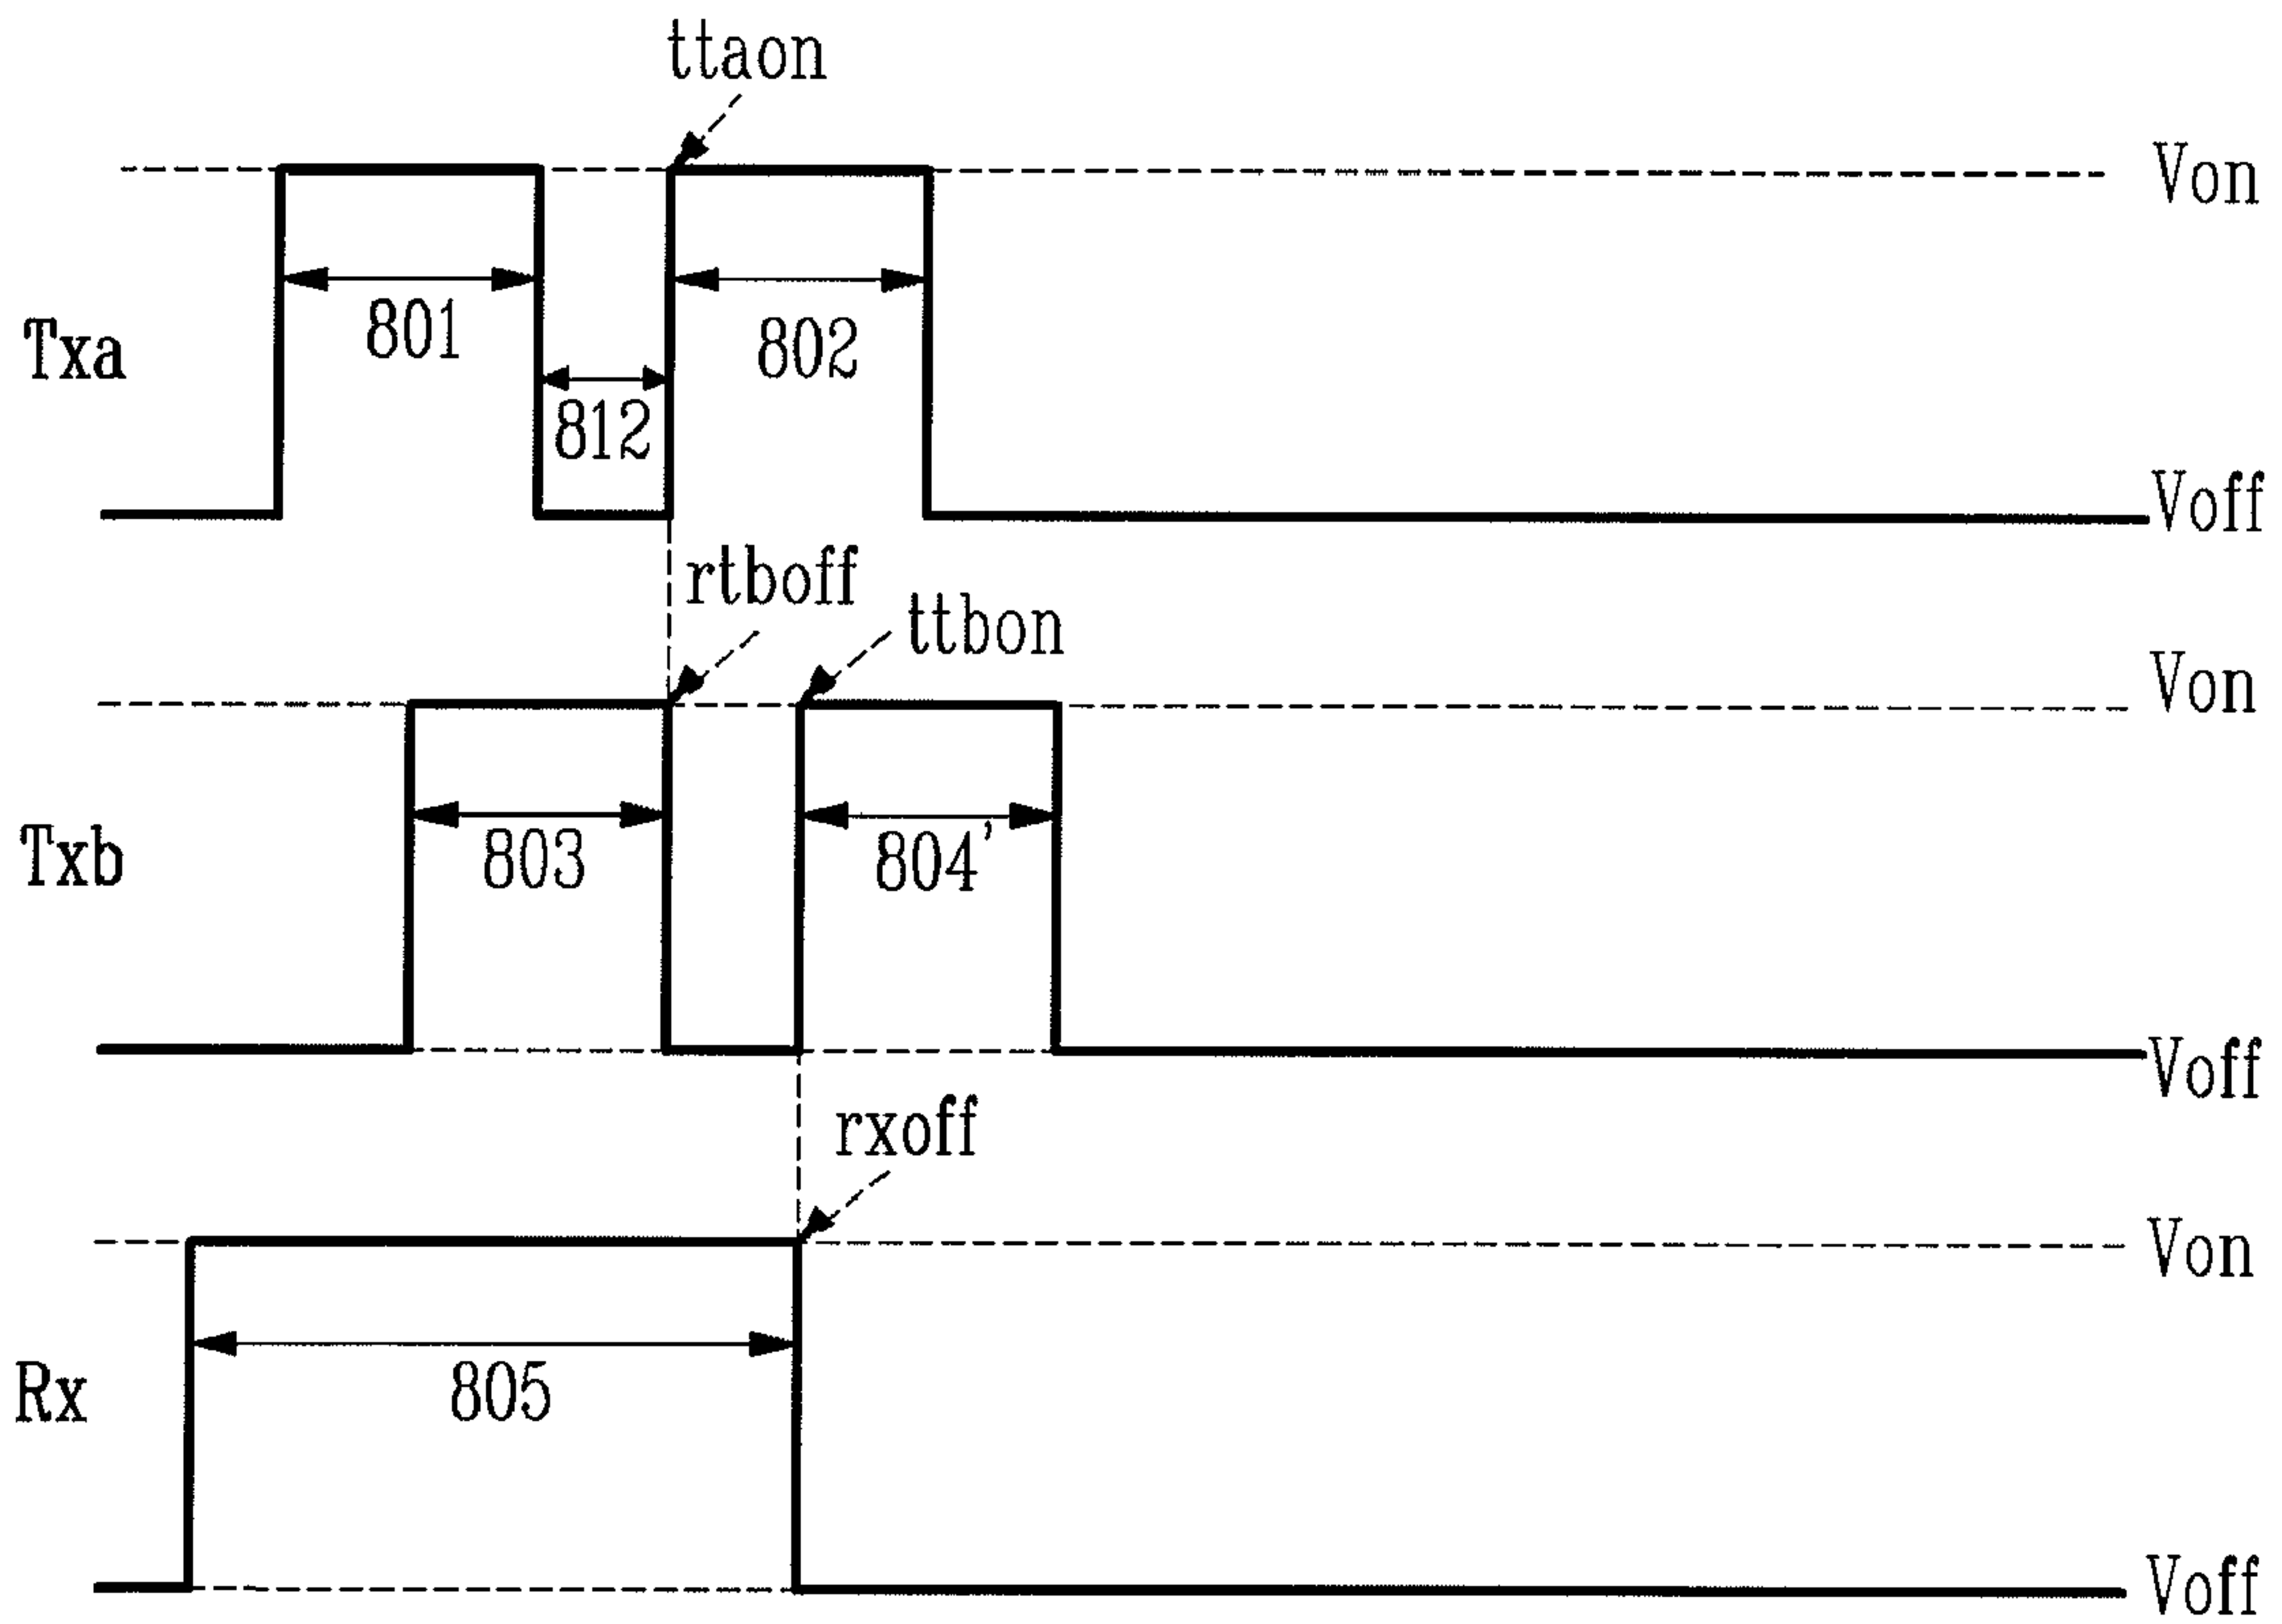 ttaon
Von
801
802
Txa
812
Voff
rtboff
ttbon
Von
803
804'
Txb
Voff
rxoff
Von
805
Rx
Voff